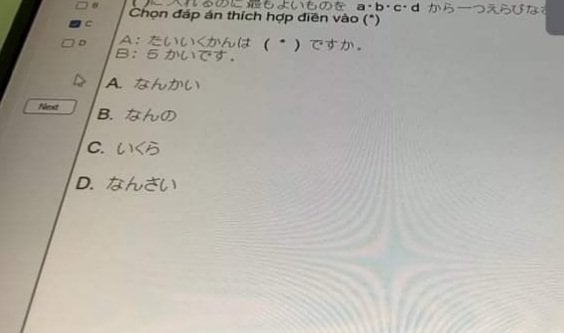 B
( )に 入れるのに 最もよいものを a・b・c・d から一つえらびな
C
Chọn đáp án thích hợp điền vào (*)
D
A：たいいくかんは （ * ）ですか。
B：5 かいです。
A. なんかい
Next
B. なんの
C. いくら
D. なんさい